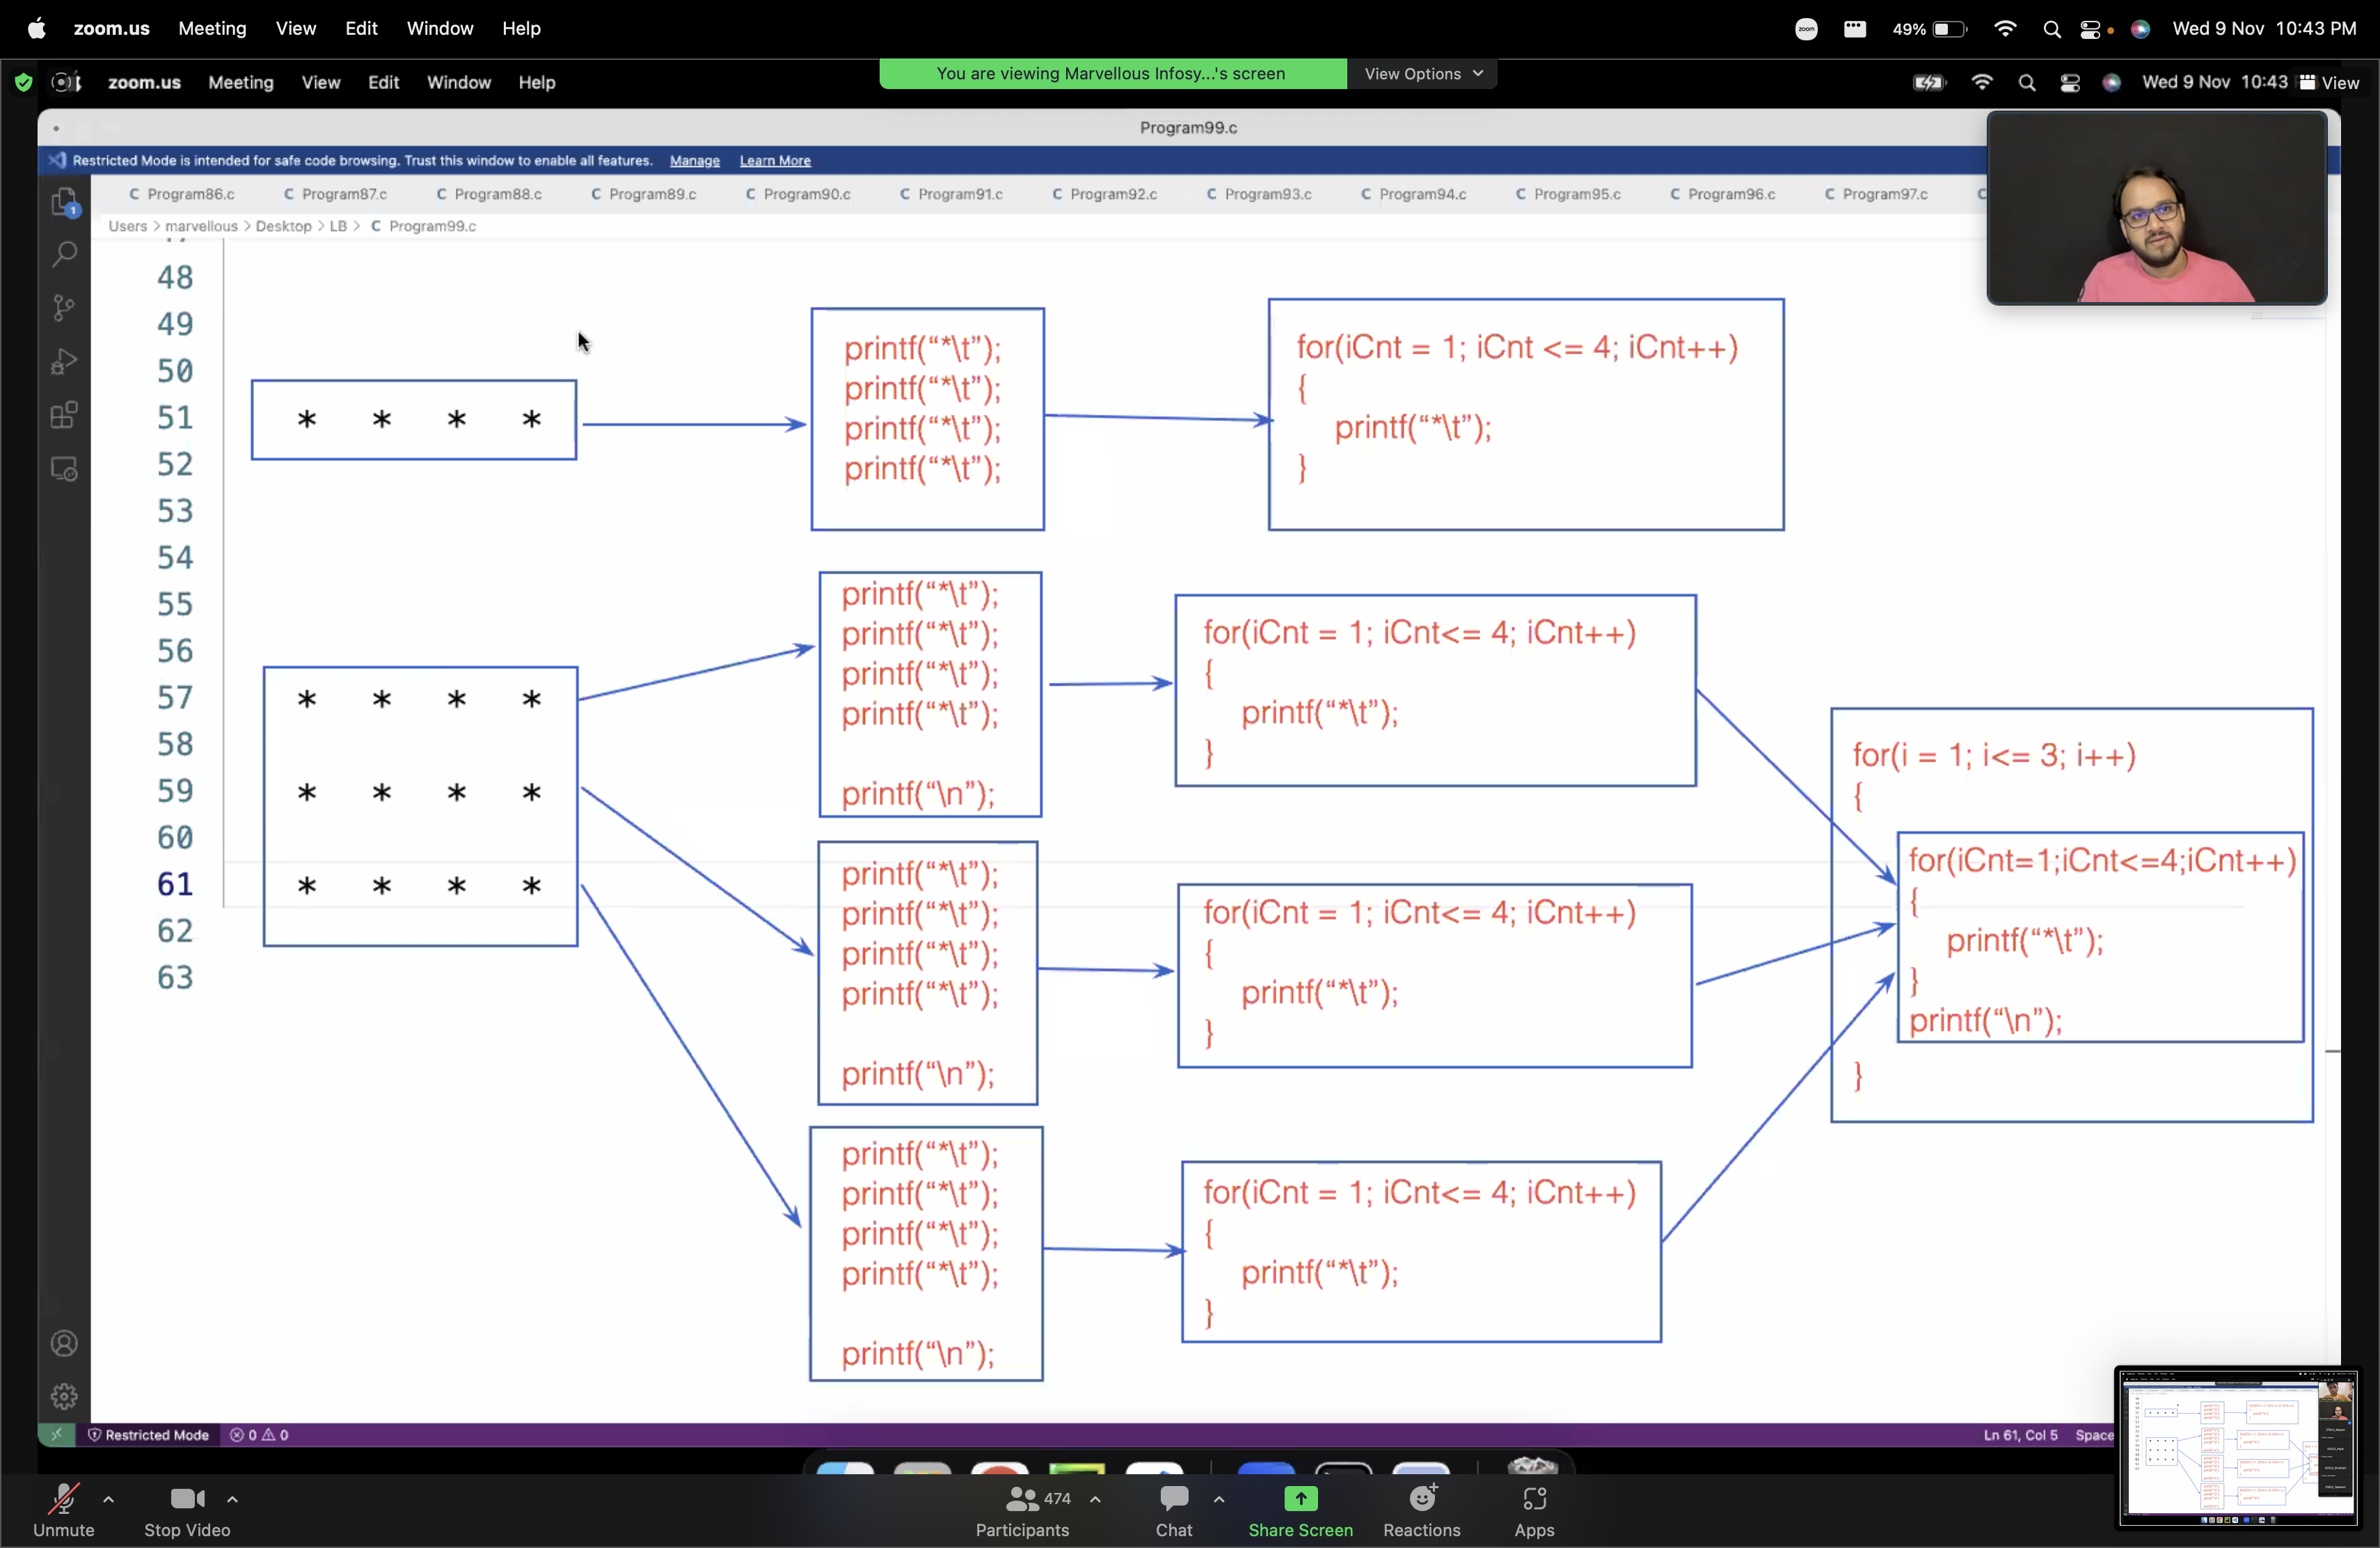 zoom.us Meeting View Edit Window Help
zoom 49% Wed 9 Nov 10:43 PM
zoom.us Meeting View Edit Window Help
You are viewing Marvellous Infosy...'s screen View Options
Wed 9 Nov 10:43 View
Program99.c
Restricted Mode is intended for safe code browsing. Trust this window to enable all features. Manage Learn More
1
C Program86.c C Program87.c C Program88.c C Program89.c C Program90.c C Program91.c C Program92.c C Program93.c C Program94.c C Program95.c C Program96.c C Program97.c C
Users > marvellous > Desktop > LB > C Program99.c
48
49
50
51
52
53
54
55
56
57
58
59
60
61
62
63
* * * *
printf(“*\t”);
printf(“*\t”);
printf(“*\t”);
printf(“*\t”);
for(iCnt = 1; iCnt <= 4; iCnt++)
{
printf(“*\t”);
}
* * * *
* * * *
* * * *
printf(“*\t”);
printf(“*\t”);
printf(“*\t”);
printf(“*\t”);
printf(“\n”);
for(iCnt = 1; iCnt<= 4; iCnt++)
{
printf(“*\t”);
}
printf(“*\t”);
printf(“*\t”);
printf(“*\t”);
printf(“*\t”);
printf(“\n”);
for(iCnt = 1; iCnt<= 4; iCnt++)
{
printf(“*\t”);
}
printf(“*\t”);
printf(“*\t”);
printf(“*\t”);
printf(“*\t”);
printf(“\n”);
for(iCnt = 1; iCnt<= 4; iCnt++)
{
printf(“*\t”);
}
for(i = 1; i<= 3; i++)
{
for(iCnt=1;iCnt<=4;iCnt++)
{
printf(“*\t”);
}
printf(“\n”);
}
Restricted Mode 0 0 Ln 61, Col 5 Space
474
Unmute Stop Video Participants Chat Share Screen Reactions Apps